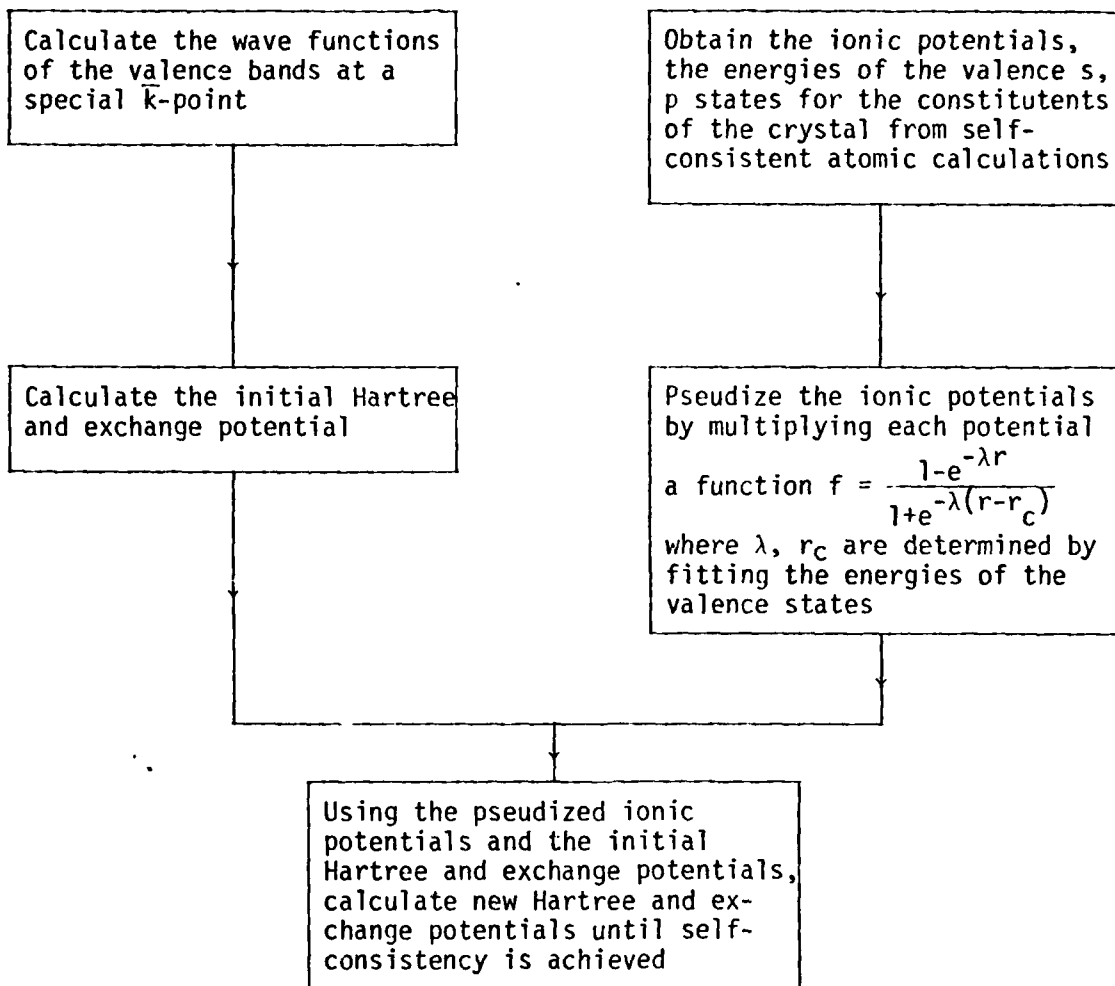 Calculate the wave functions
of the valence bands at a
special k̄-point
Obtain the ionic potentials,
the energies of the valence s,
p states for the constitutents
of the crystal from self-
consistent atomic calculations
Calculate the initial Hartree
and exchange potential
Pseudize the ionic potentials
by multiplying each potential
a function f = 1-e^-λr / 1+e^-λ(r-r_c)
where λ, r_c are determined by
fitting the energies of the
valence states
Using the pseudized ionic
potentials and the initial
Hartree and exchange potentials,
calculate new Hartree and ex-
change potentials until self-
consistency is achieved